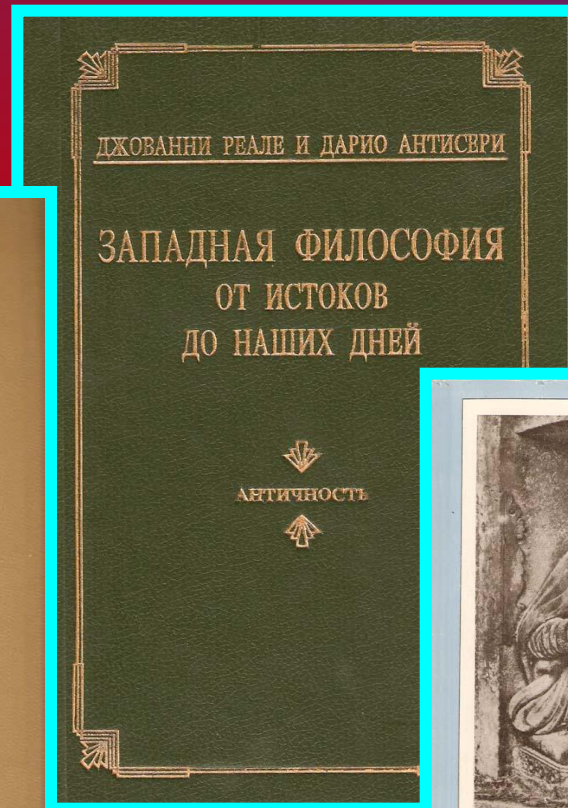 ДЖОВАННИ РЕАЛЕ И ДАРИО АНТИСЕРИ
ЗАПАДНАЯ ФИЛОСОФИЯ
ОТ ИСТОКОВ
ДО НАШИХ ДНЕЙ
АНТИЧНОСТЬ